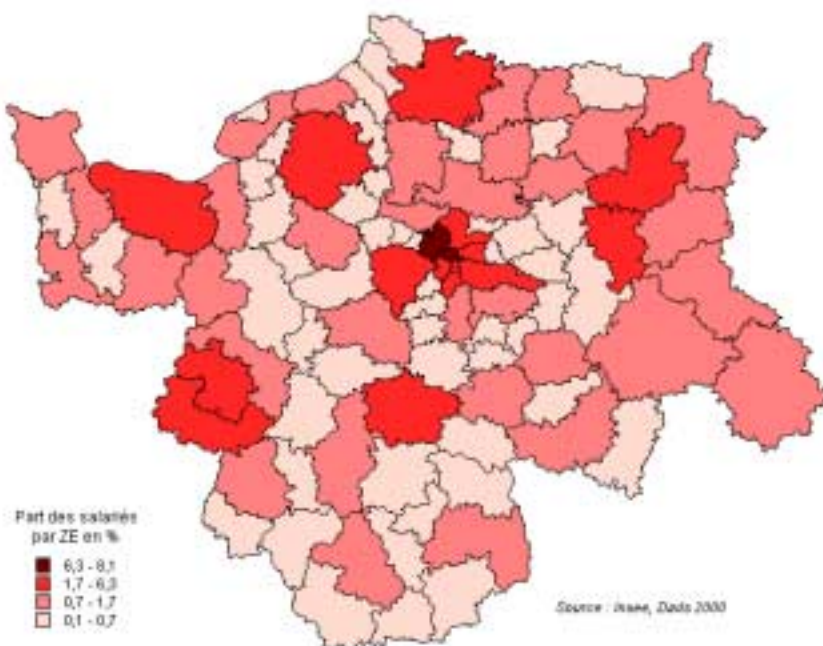 Part des salariés
par ZE en %
6,3 - 8,1
1,7 - 6,3
0,7 - 1,7
0,1 - 0,7
Source : Insee, Dads 2000